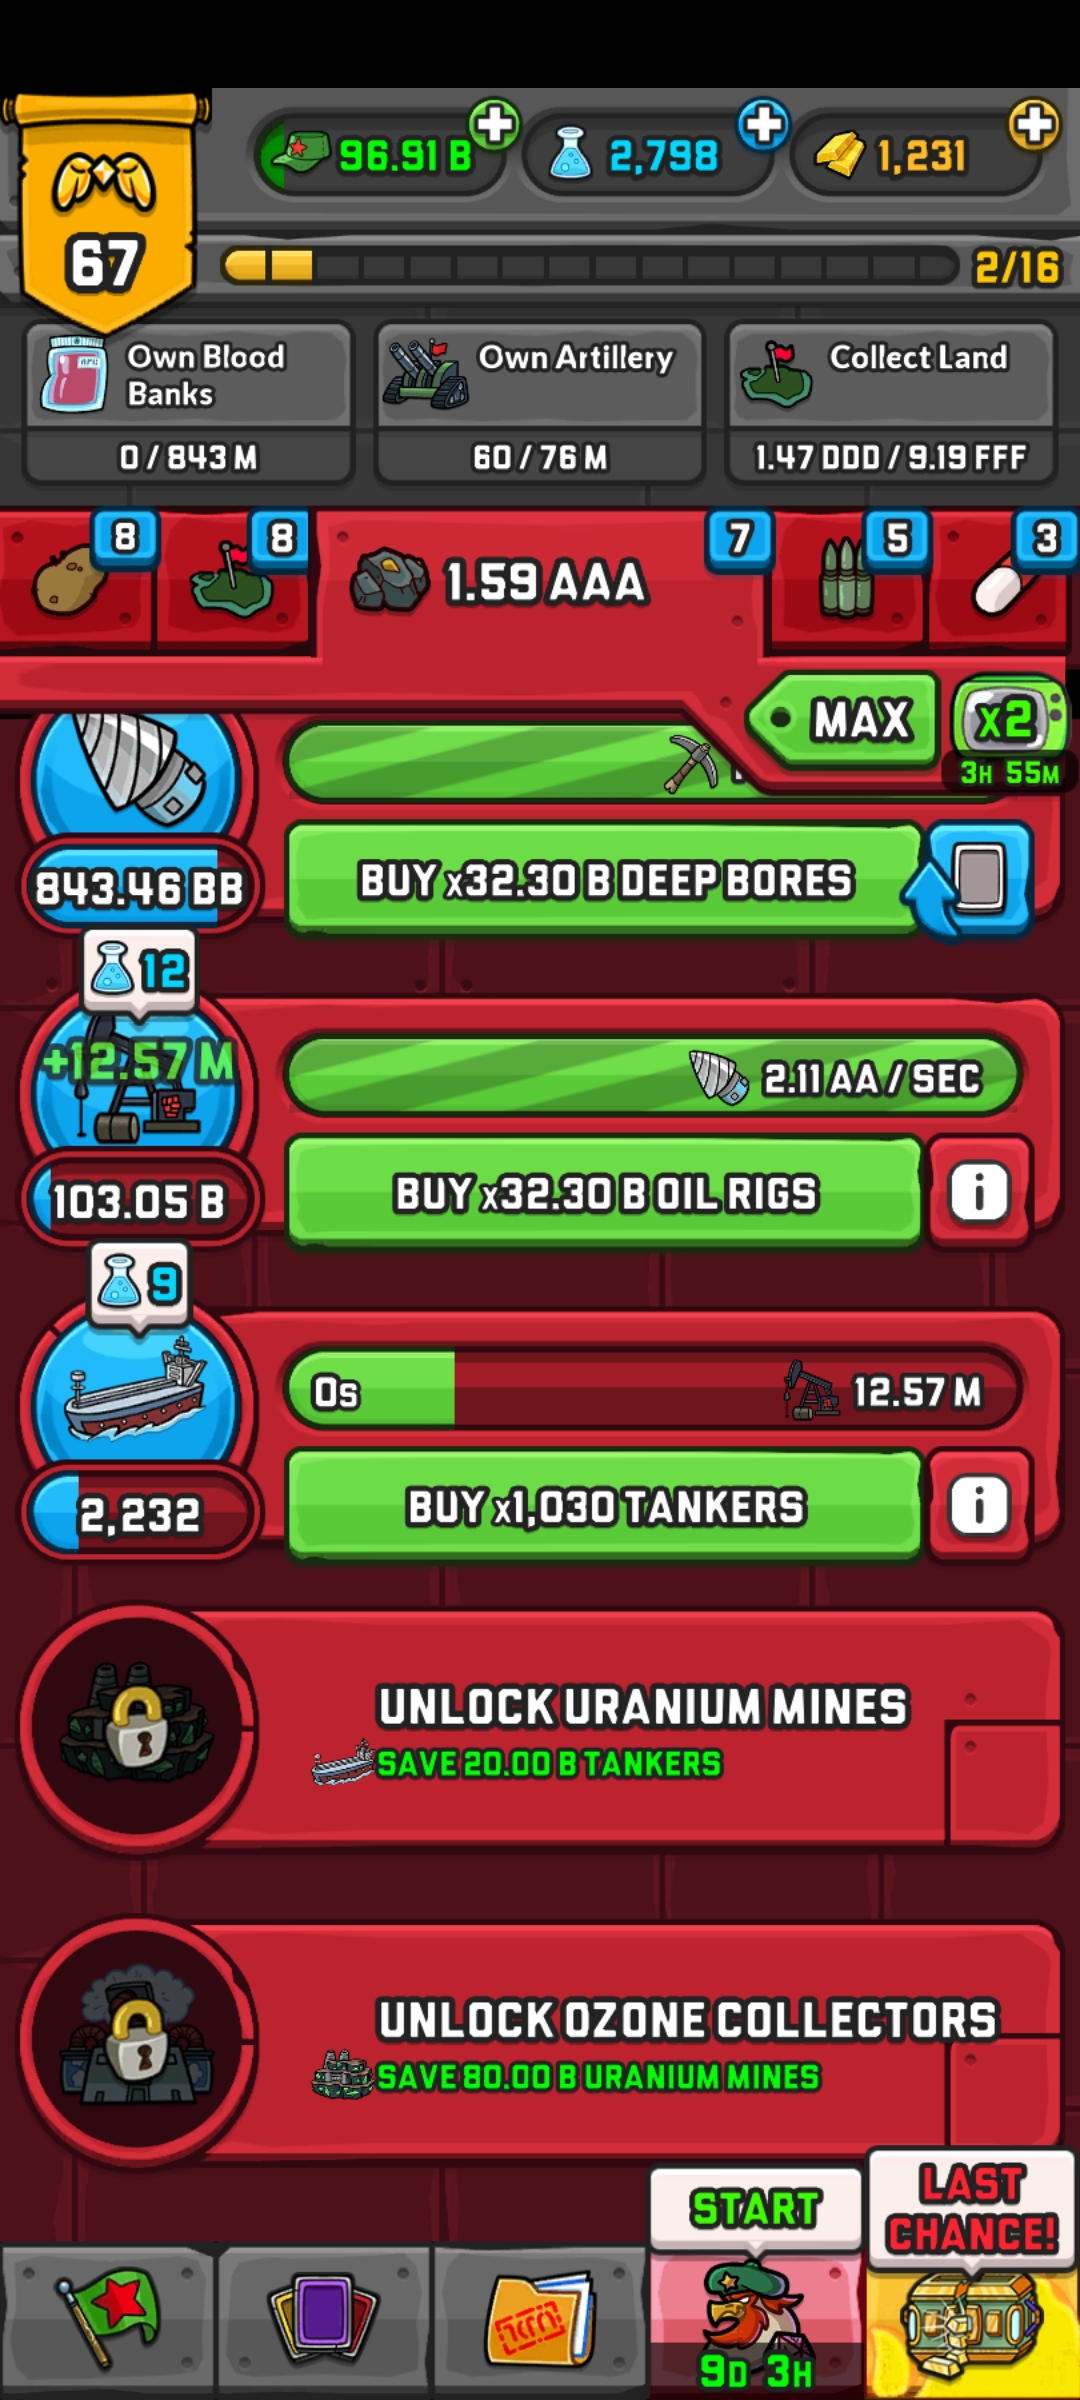 96.91 B
2,798
1,231
67
2/16
Own Blood
Banks
0 / 843 M
Own Artillery
60 / 76 M
Collect Land
1.47 DDD / 9.19 FFF
8
8
1.59 AAA
7
5
3
MAX
x2
3H 55M
843.46 BB
BUY x32.30 B DEEP BORES
12
+12.57 M
2.11 AA / SEC
103.05 B
BUY x32.30 B OIL RIGS
i
9
0s
12.57 M
2,232
BUY x1,030 TANKERS
i
UNLOCK URANIUM MINES
SAVE 20.00 B TANKERS
UNLOCK OZONE COLLECTORS
SAVE 80.00 B URANIUM MINES
START
LAST
CHANCE!
9D 3H